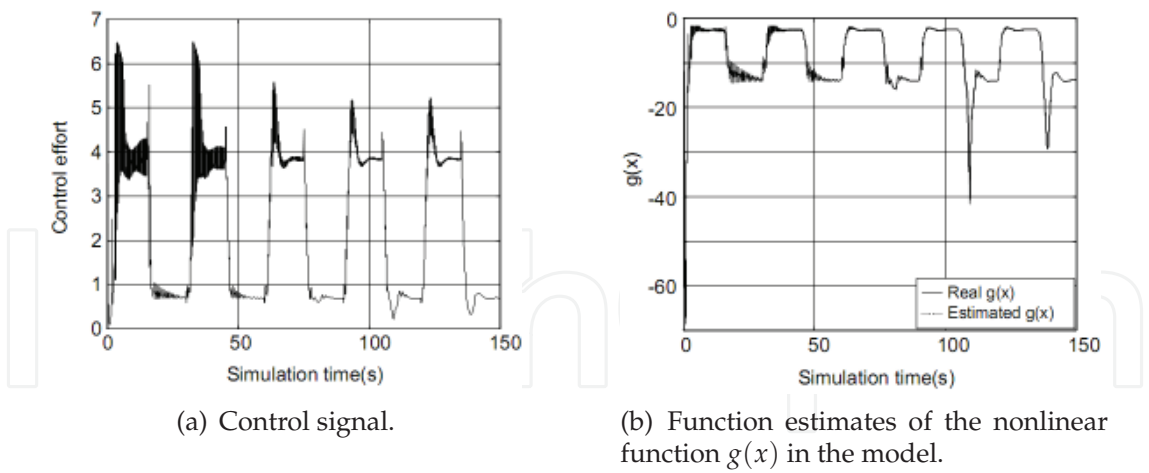 7
6
5
4
3
2
1
0
Control effort
0
50
100
150
Simulation time(s)
(a) Control signal.
0
-20
-40
-60
g(x)
Real g(x)
Estimated g(x)
0
50
100
150
Simulation time(s)
(b) Function estimates of the nonlinear
function g(x) in the model.